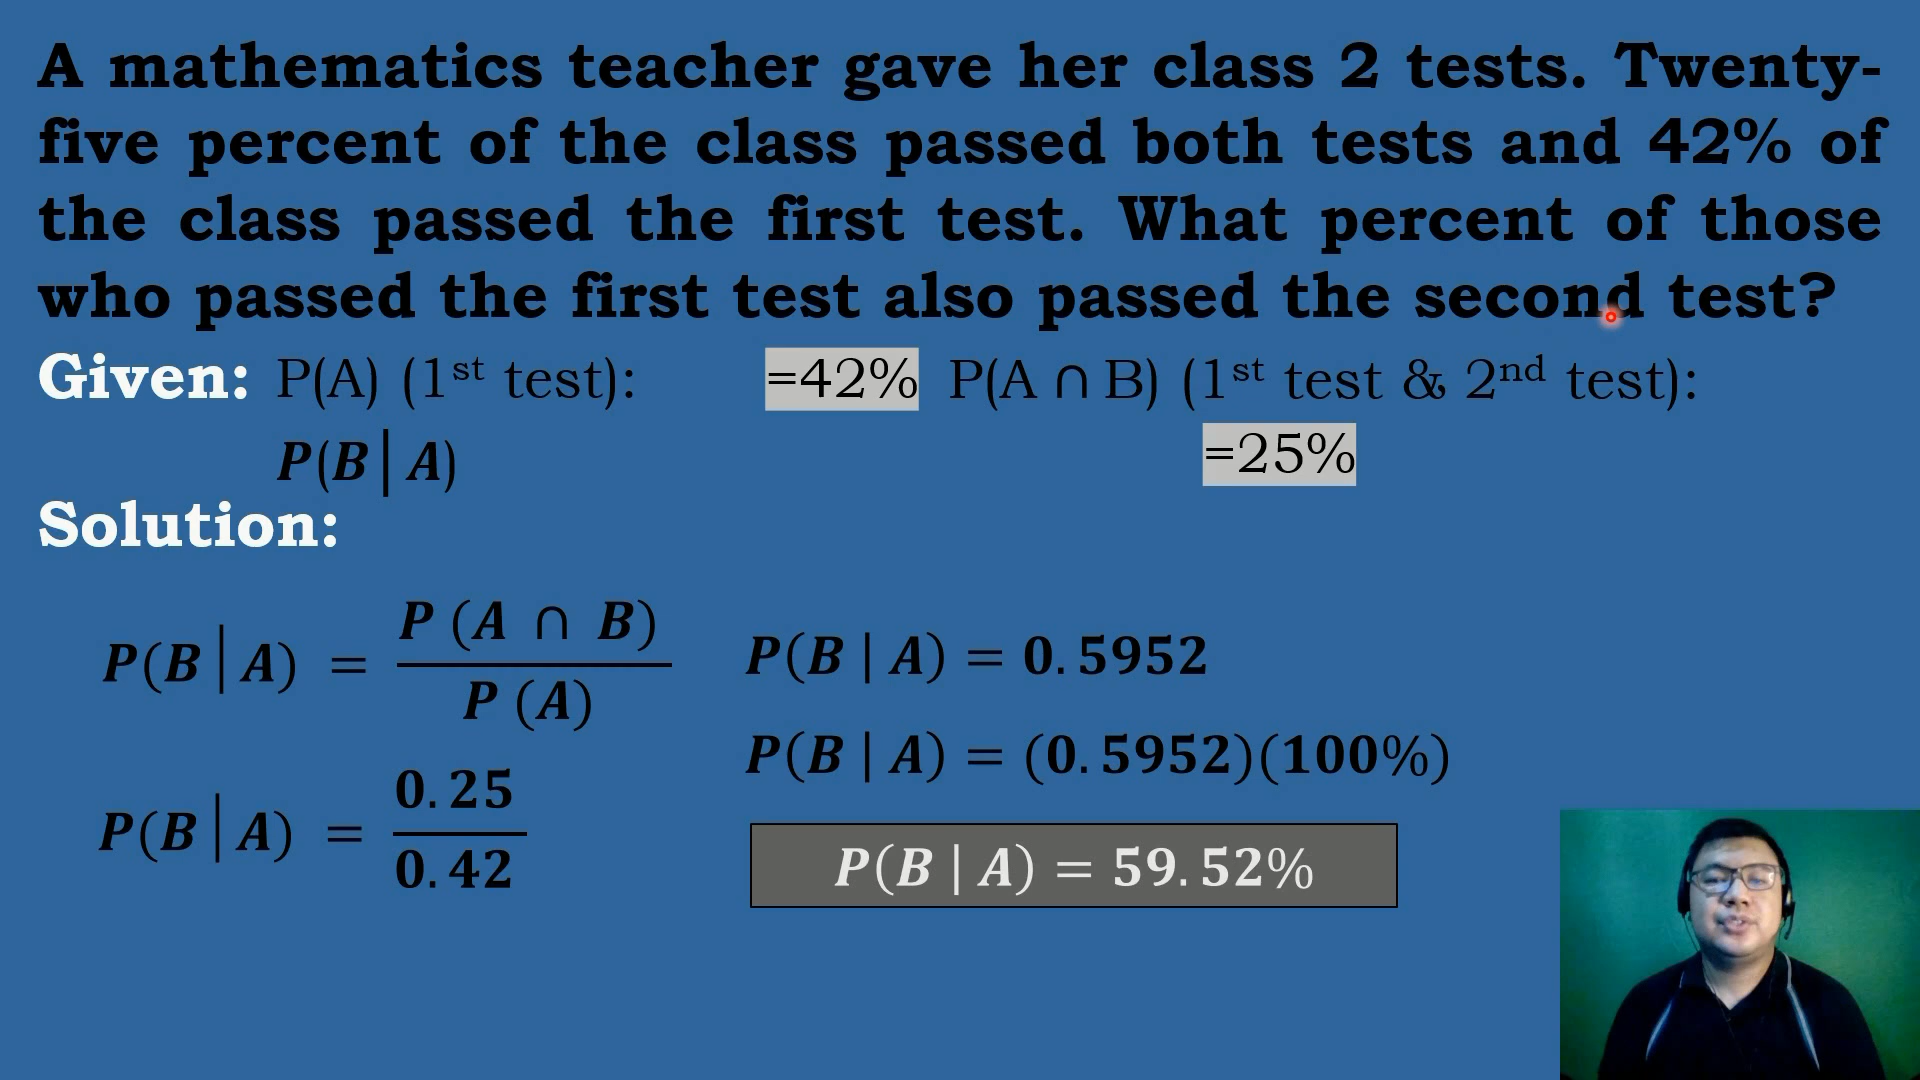 A mathematics teacher gave her class 2 tests. Twenty-
five percent of the class passed both tests and 42% of
the class passed the first test. What percent of those
who passed the first test also passed the second test?
Given: P(A) (1st test): =42% P(A ∩ B) (1st test & 2nd test):
P(B | A) =25%
Solution:
P(B | A) = P (A ∩ B) / P (A)
P(B | A) = 0.25 / 0.42
P(B | A) = 0.5952
P(B | A) = (0.5952)(100%)
P(B | A) = 59.52%